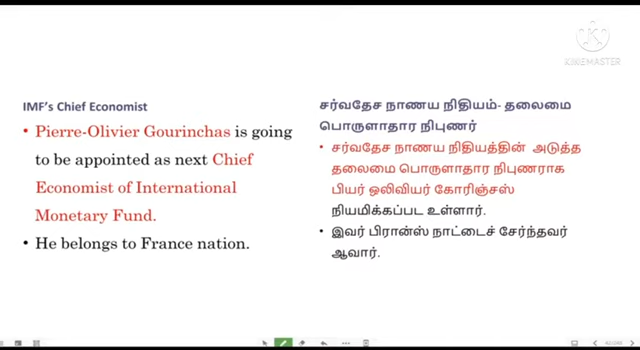 KINEMASTER
IMF's Chief Economist
• Pierre-Olivier Gourinchas is going
to be appointed as next Chief
Economist of International
Monetary Fund.
• He belongs to France nation.
சர்வதேச நாணய நிதியம்- தலைமை
பொருளாதார நிபுணர்
• சர்வதேச நாணய நிதியத்தின் அடுத்த
தலைமை பொருளாதார நிபுணராக
பியர் ஒலிவியர் கோரிஞ்சஸ்
நியமிக்கப்பட உள்ளார்.
• இவர் பிரான்ஸ் நாட்டைச் சேர்ந்தவர்
ஆவார்.